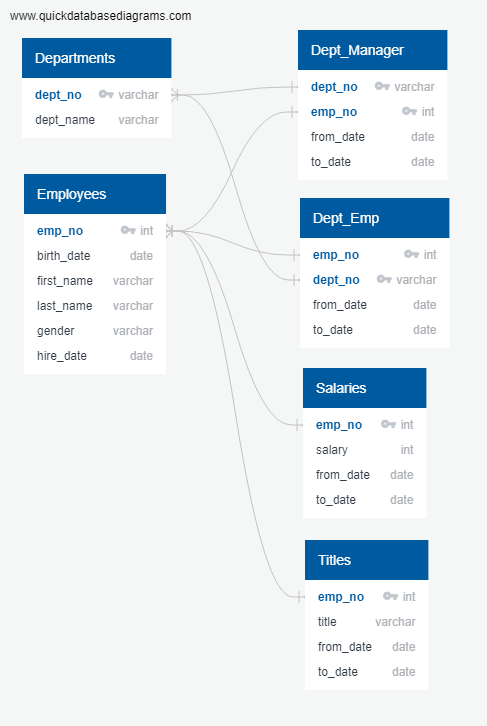 www.quickdatabasediagrams.com
Departments
dept_no varchar
dept_name varchar
Employees
emp_no int
birth_date date
first_name varchar
last_name varchar
gender varchar
hire_date date
Dept_Manager
dept_no varchar
emp_no int
from_date date
to_date date
Dept_Emp
emp_no int
dept_no varchar
from_date date
to_date date
Salaries
emp_no int
salary int
from_date date
to_date date
Titles
emp_no int
title varchar
from_date date
to_date date